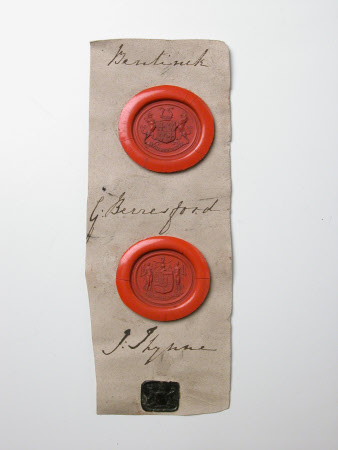 Bentinck
G. Beresford
J. Thynne